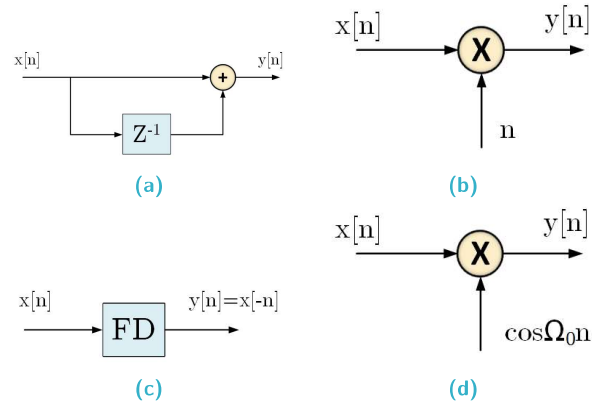 x[n]
y[n]
+
Z⁻¹
(a)
x[n]
y[n]
X
n
(b)
x[n]
y[n]=x[-n]
FD
(c)
x[n]
y[n]
X
cosΩ₀n
(d)